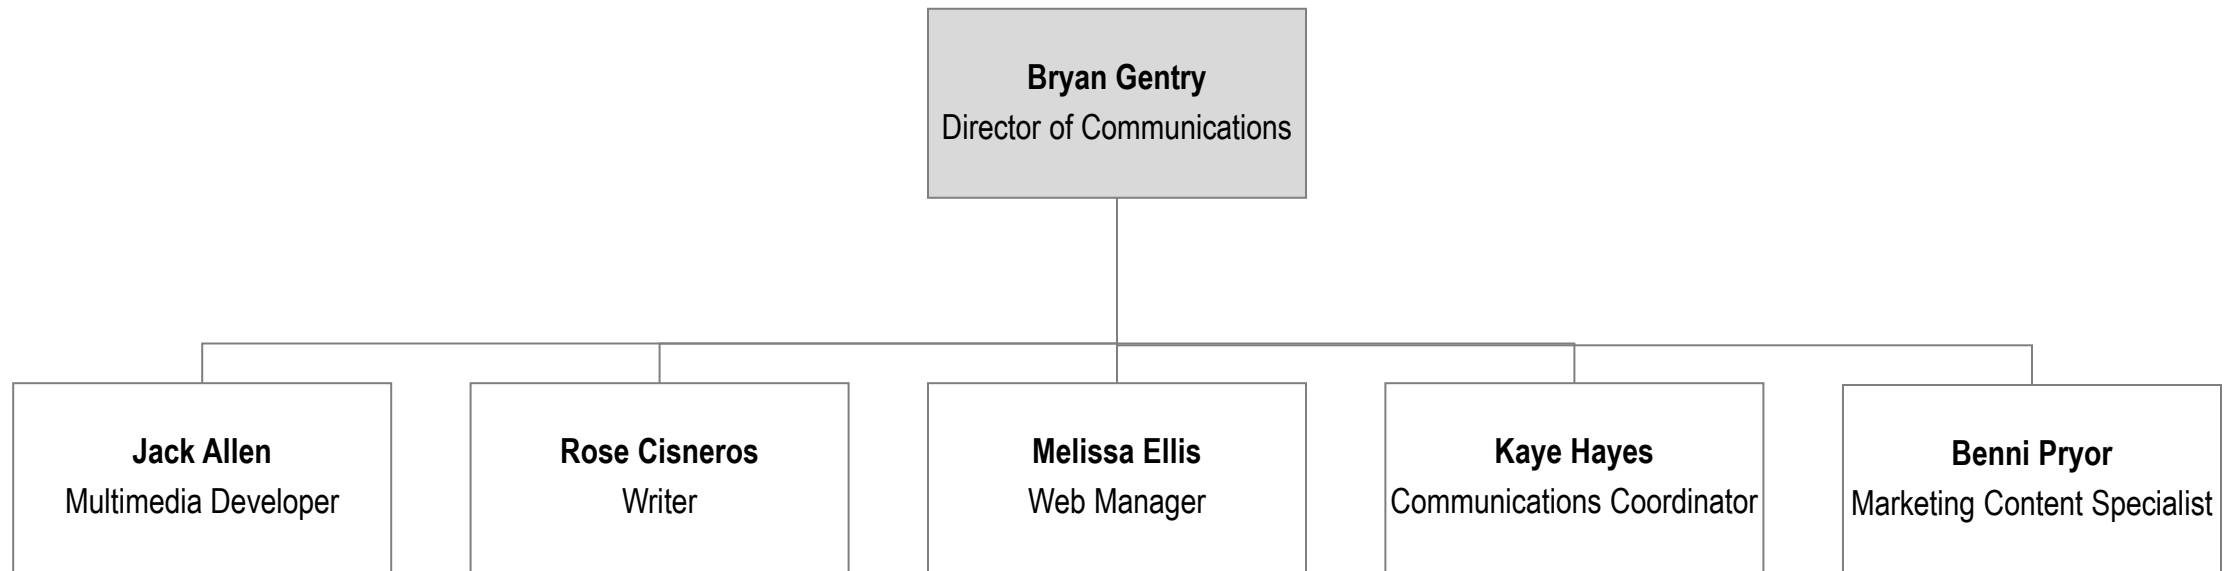 Bryan Gentry
Director of Communications
Jack Allen
Multimedia Developer
Rose Cisneros
Writer
Melissa Ellis
Web Manager
Kaye Hayes
Communications Coordinator
Benni Pryor
Marketing Content Specialist